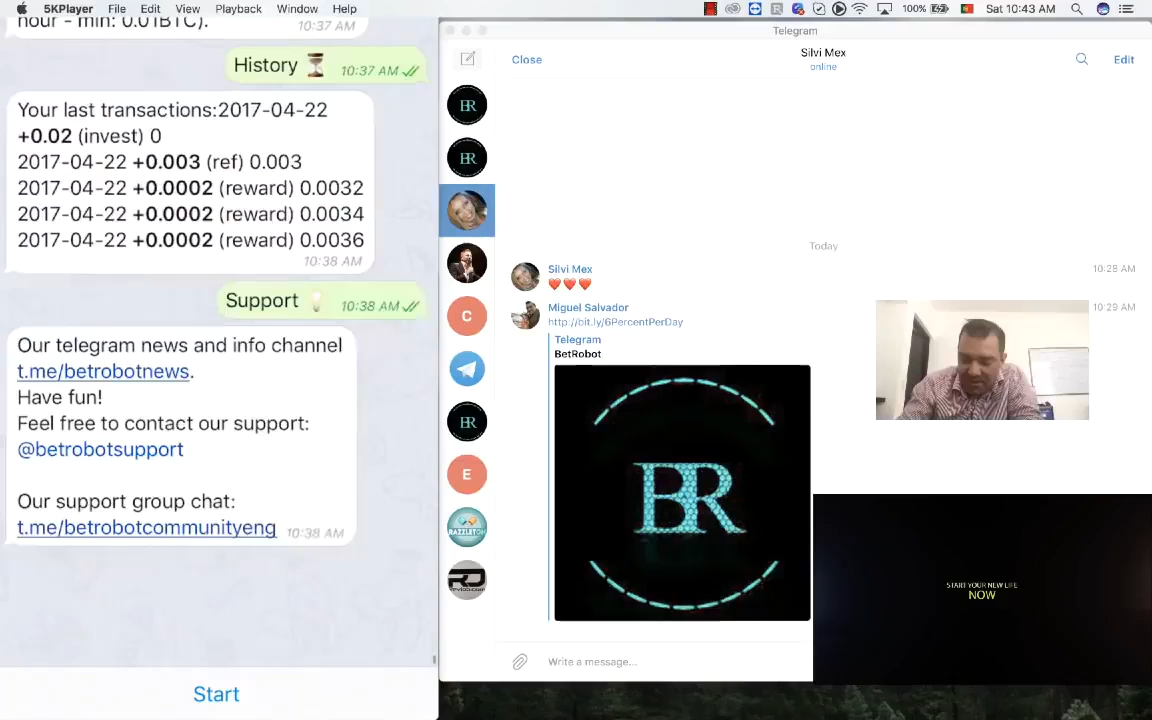 5KPlayer File Edit View Playback Window Help
100% Sat 10:43 AM
hour - min: 0.01BTC).
10:37 AM
History
10:37 AM
Your last transactions:2017-04-22
+0.02 (invest) 0
2017-04-22 +0.003 (ref) 0.003
2017-04-22 +0.0002 (reward) 0.0032
2017-04-22 +0.0002 (reward) 0.0034
2017-04-22 +0.0002 (reward) 0.0036
10:38 AM
Support
10:38 AM
Our telegram news and info channel
t.me/betrobotnews.
Have fun!
Feel free to contact our support:
@betrobotsupport
Our support group chat:
t.me/betrobotcommunityeng 10:38 AM
Start
Telegram
Close
Silvi Mex
online
Edit
BR
BR
C
BR
E
RD
Today
Silvi Mex
10:28 AM
Miguel Salvador
10:29 AM
http://bit.ly/6PercentPerDay
Telegram
BetRobot
BR
Write a message...
START YOUR NEW LIFE
NOW